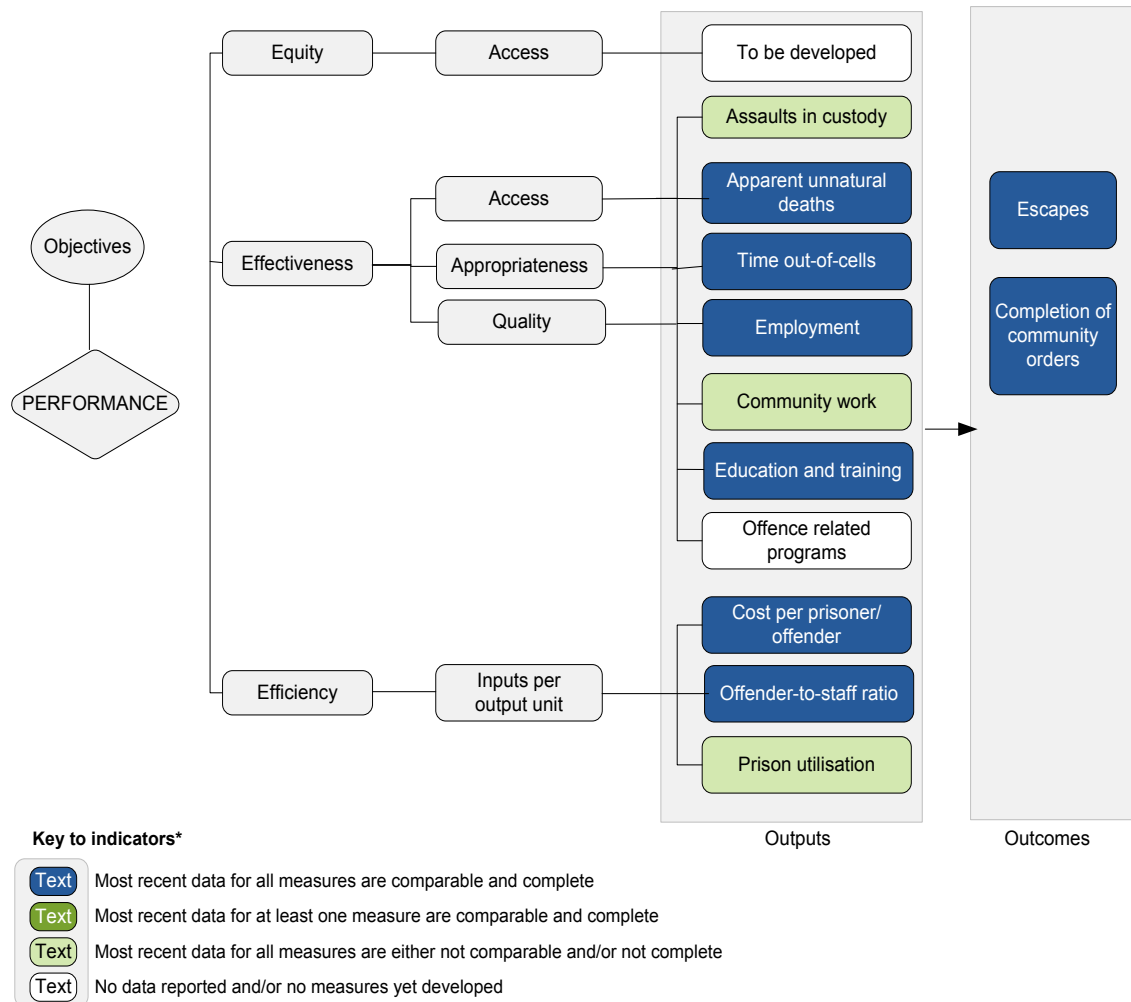 Equity
Access
To be developed
Assaults in custody
Access
Apparent unnatural
deaths
Escapes
Objectives
Effectiveness
Appropriateness
Time out-of-cells
Quality
Employment
Completion of
community
orders
PERFORMANCE
Community work
Education and training
Offence related
programs
Cost per prisoner/
offender
Efficiency
Inputs per
output unit
Offender-to-staff ratio
Prison utilisation
Outputs
Outcomes
Key to indicators*
Text Most recent data for all measures are comparable and complete
Text Most recent data for at least one measure are comparable and complete
Text Most recent data for all measures are either not comparable and/or not complete
Text No data reported and/or no measures yet developed